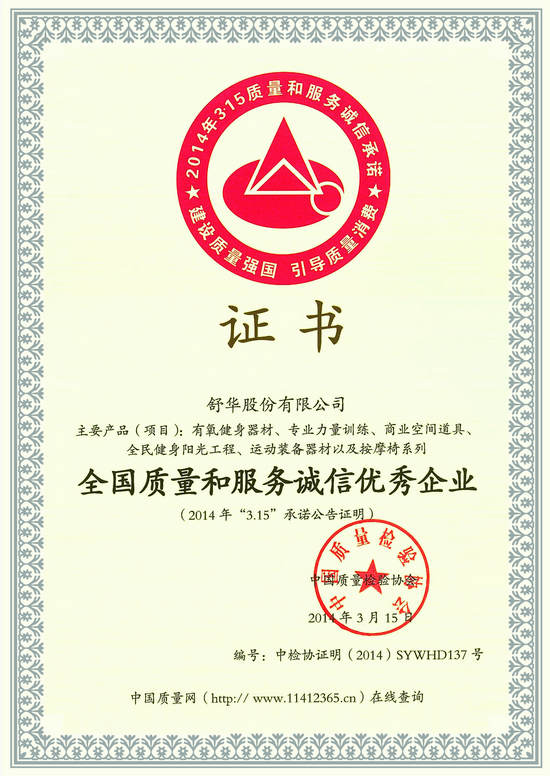 2014年3·15质量和服务诚信承诺
建设质量强国 引导质量消费
证书
舒华股份有限公司
主要产品（项目）：有氧健身器材、专业力量训练、商业空间道具、
全民健身阳光工程、运动装备器材以及按摩椅系列
全国质量和服务诚信优秀企业
（2014年“3.15”承诺公告证明）
中国质量检验协会
中国质量检验协会
2014年3月15日
编号：中检协证明（2014）SYWHD137号
中国质量网（http:// www.11412365.cn）在线查询